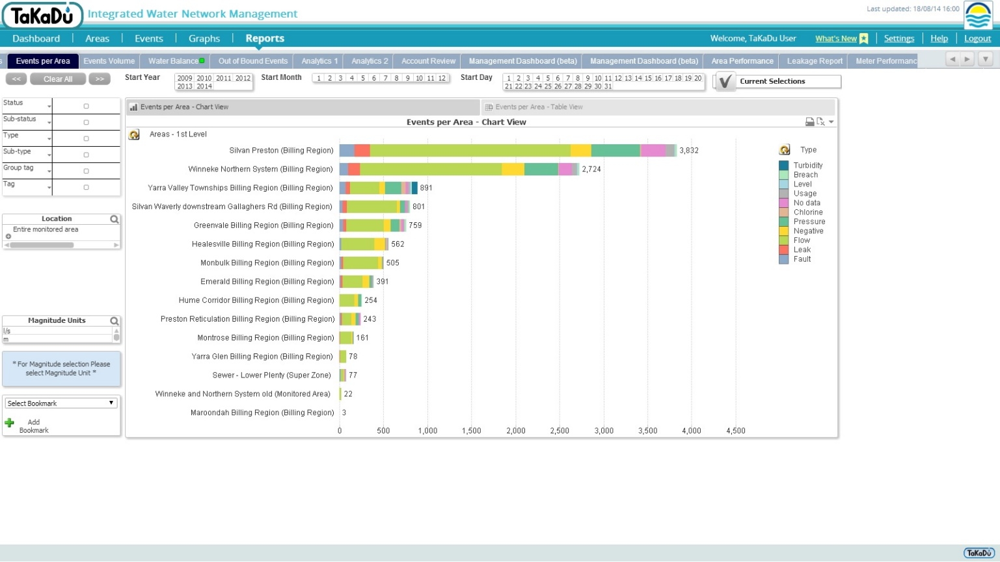 TaKaDu Integrated Water Network Management
Last updated: 18/08/14 16:00
Dashboard Areas Events Graphs Reports Welcome, TaKaDu User What's New Settings Help Logout
s Events per Area Events Volume Water Balance Out of Bound Events Analytics 1 Analytics 2 Account Review Management Dashboard (beta) Management Dashboard (beta) Area Performance Leakage Report Meter Performanc
<< Clear All >>
Start Year
2009 2010 2011 2012
2013 2014
Start Month
1 2 3 4 5 6 7 8 9 10 11 12
Start Day
1 2 3 4 5 6 7 8 9 10 11 12 13 14 15 16 17 18 19 20
21 22 23 24 25 26 27 28 29 30 31
Current Selections
Status
Sub-status
Type
Sub-type
Group tag
Tag
Location
Entire monitored area
Magnitude Units
l/s
m
* For Magnitude selection Please
select Magnitude Unit *
Select Bookmark
Add
Bookmark
Events per Area - Chart View
Events per Area - Table View
Events per Area - Chart View
Areas - 1st Level
Silvan Preston (Billing Region) 3,832
Winneke Northern System (Billing Region) 2,724
Yarra Valley Townships Billing Region (Billing Region) 891
Silvan Waverly downstream Gallaghers Rd (Billing Region) 801
Greenvale Billing Region (Billing Region) 759
Healesville Billing Region (Billing Region) 562
Monbulk Billing Region (Billing Region) 505
Emerald Billing Region (Billing Region) 391
Hume Corridor Billing Region (Billing Region) 254
Preston Reticulation Billing Region (Billing Region) 243
Montrose Billing Region (Billing Region) 161
Yarra Glen Billing Region (Billing Region) 78
Sewer - Lower Plenty (Super Zone) 77
Winneke and Northern System old (Monitored Area) 22
Maroondah Billing Region (Billing Region) 3
0 500 1,000 1,500 2,000 2,500 3,000 3,500 4,000 4,500
Type
Turbidity
Breach
Level
Usage
No data
Chlorine
Pressure
Negative
Flow
Leak
Fault
TaKaDu